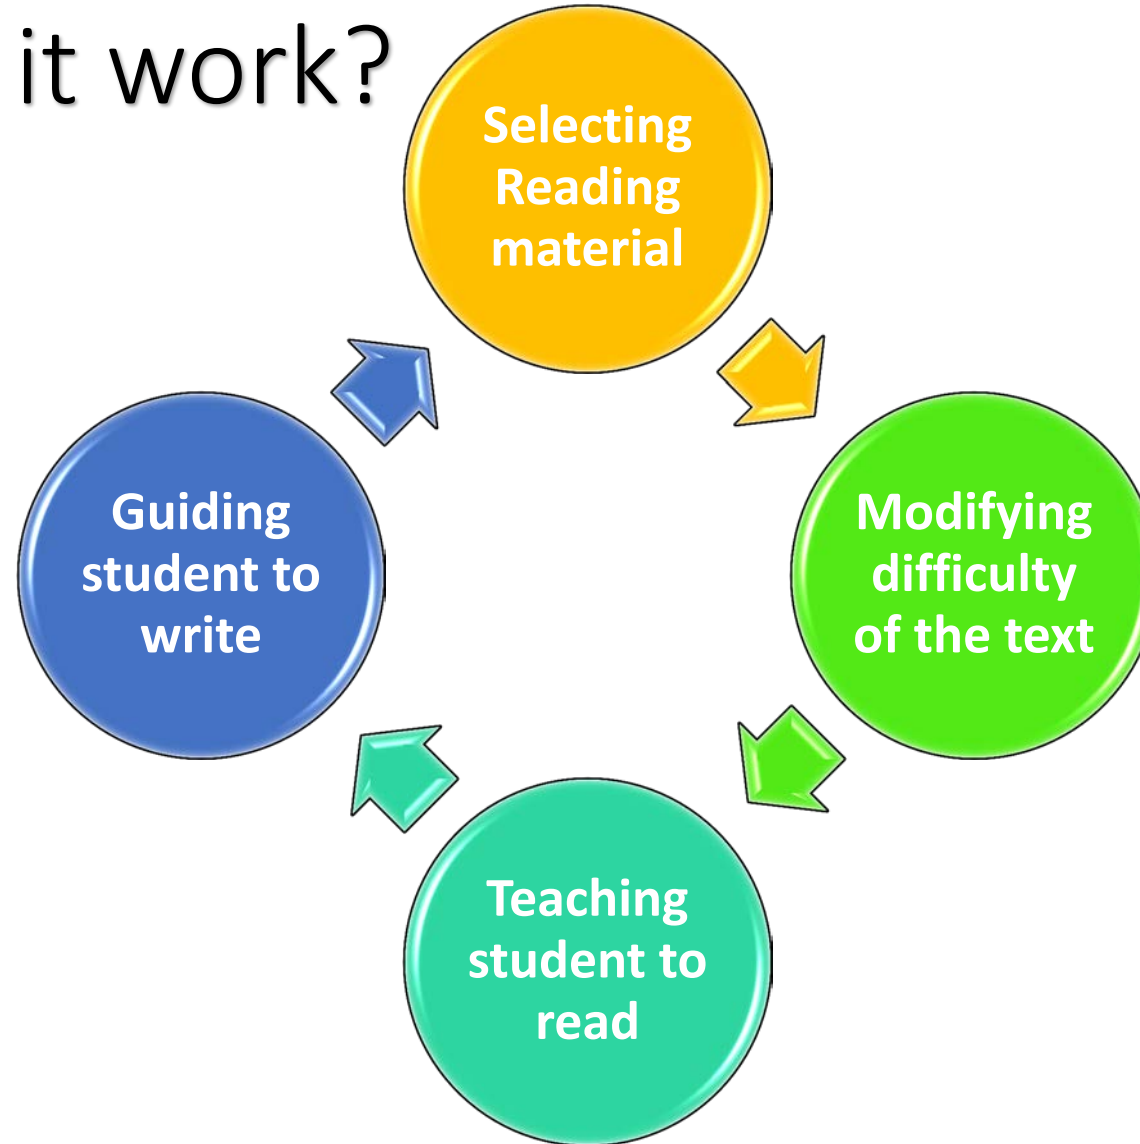 it work?
Selecting
Reading
material
Modifying
difficulty
of the text
Teaching
student to
read
Guiding
student to
write